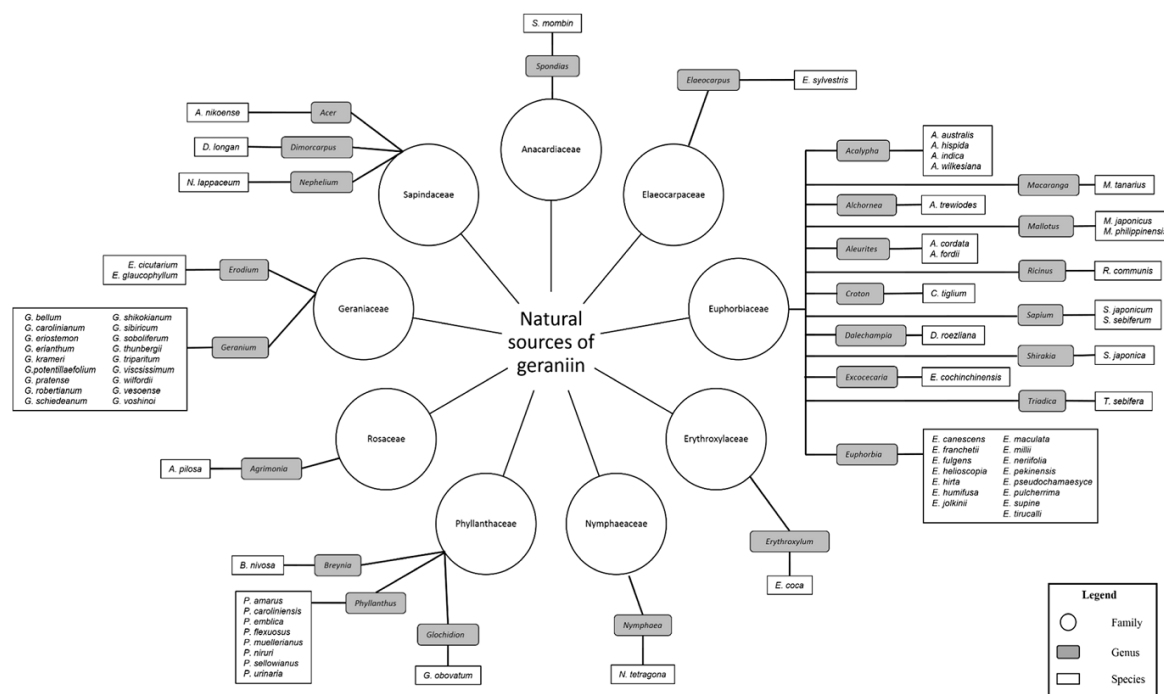 S. mombin
Spondias
Anacardiaceae
Elaeocarpus
E. sylvestris
Elaeocarpaceae
A. nikoense
Acer
D. longan
Dimorcarpus
N. lappaceum
Nephelium
Sapindaceae
Acalypha
A. australis
A. hispida
A. indica
A. wilkesiana
Macaranga
M. tanarius
Alchornea
A. trewiodes
Mallotus
M. japonicus
M. philippinensis
Aleurites
A. cordata
A. fordii
Ricinus
R. communis
Croton
C. tiglium
Sapium
S. japonicum
S. sebiferum
Dalechampia
D. roezliana
Shirakia
S. japonica
Excocecaria
E. cochinchinensis
Triadica
T. sebifera
Euphorbia
E. canescens
E. franchetii
E. fulgens
E. helioscopia
E. hirta
E. humifusa
E. jolkinii
E. maculata
E. millii
E. neriifolia
E. pekinensis
E. pseudochamaesyce
E. pulcherrima
E. supine
E. tirucalli
Euphorbiaceae
E. cicutarium
E. glaucophyllum
Erodium
Geraniaceae
G. bellum
G. carolinianum
G. eriostemon
G. erianthum
G. krameri
G.potentillaefolium
G. pratense
G. robertianum
G. schiedeanum
G. shikokianum
G. sibiricum
G. soboliferum
G. thunbergii
G. triparitum
G. viscsissimum
G. wilfordii
G. vesoense
G. voshinoi
Geranium
Natural
sources of
geraniin
Rosaceae
A. pilosa
Agrimonia
Erythroxylaceae
Erythroxylum
E. coca
Phyllanthaceae
B. nivosa
Breynia
P. amarus
P. caroliniensis
P. emblica
P. flexuosus
P. muellerianus
P. niruri
P. sellowianus
P. urinaria
Phyllanthus
Glochidion
G. obovatum
Nymphaeaceae
Nymphaea
N. tetragona
Legend
Family
Genus
Species